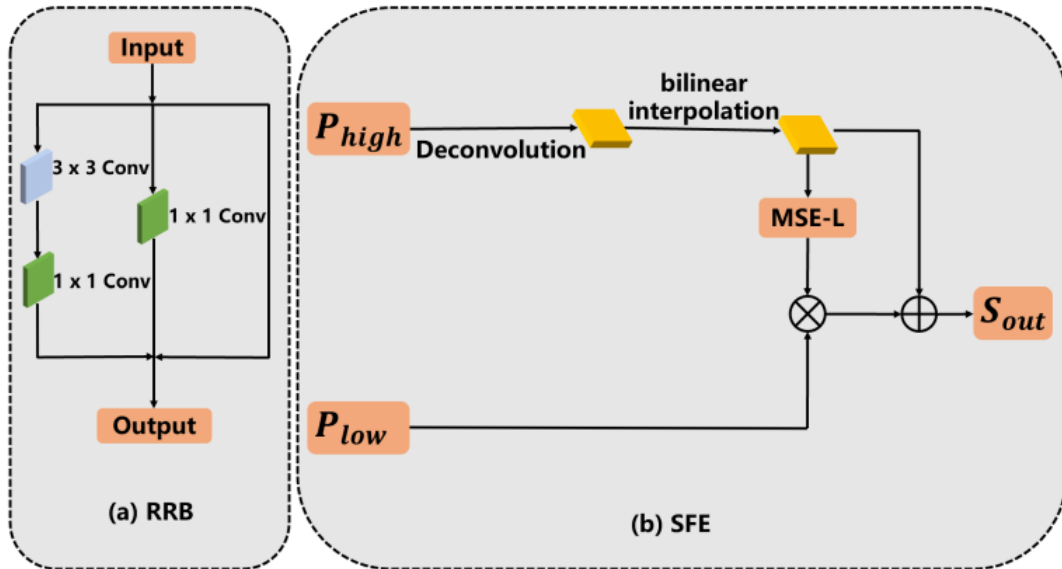 Input
3 x 3 Conv
1 x 1 Conv
1 x 1 Conv
Output
(a) RRB
P_high
Deconvolution
bilinear
interpolation
MSE-L
S_out
P_low
(b) SFE